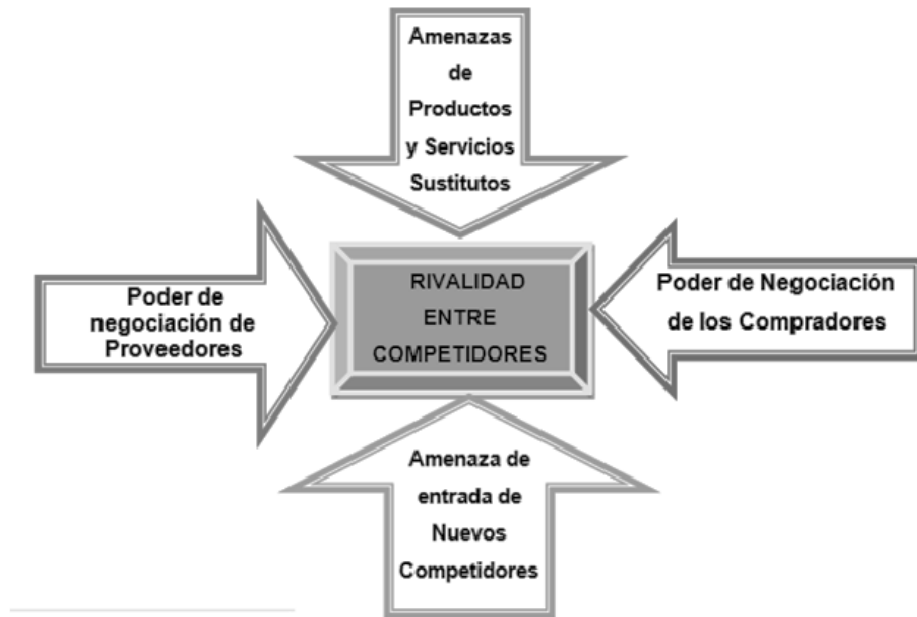 Amenazas
de
Productos
y Servicios
Sustitutos
Poder de
negociación de
Proveedores
RIVALIDAD
ENTRE
COMPETIDORES
Poder de Negociación
de los Compradores
Amenaza de
entrada de
Nuevos
Competidores